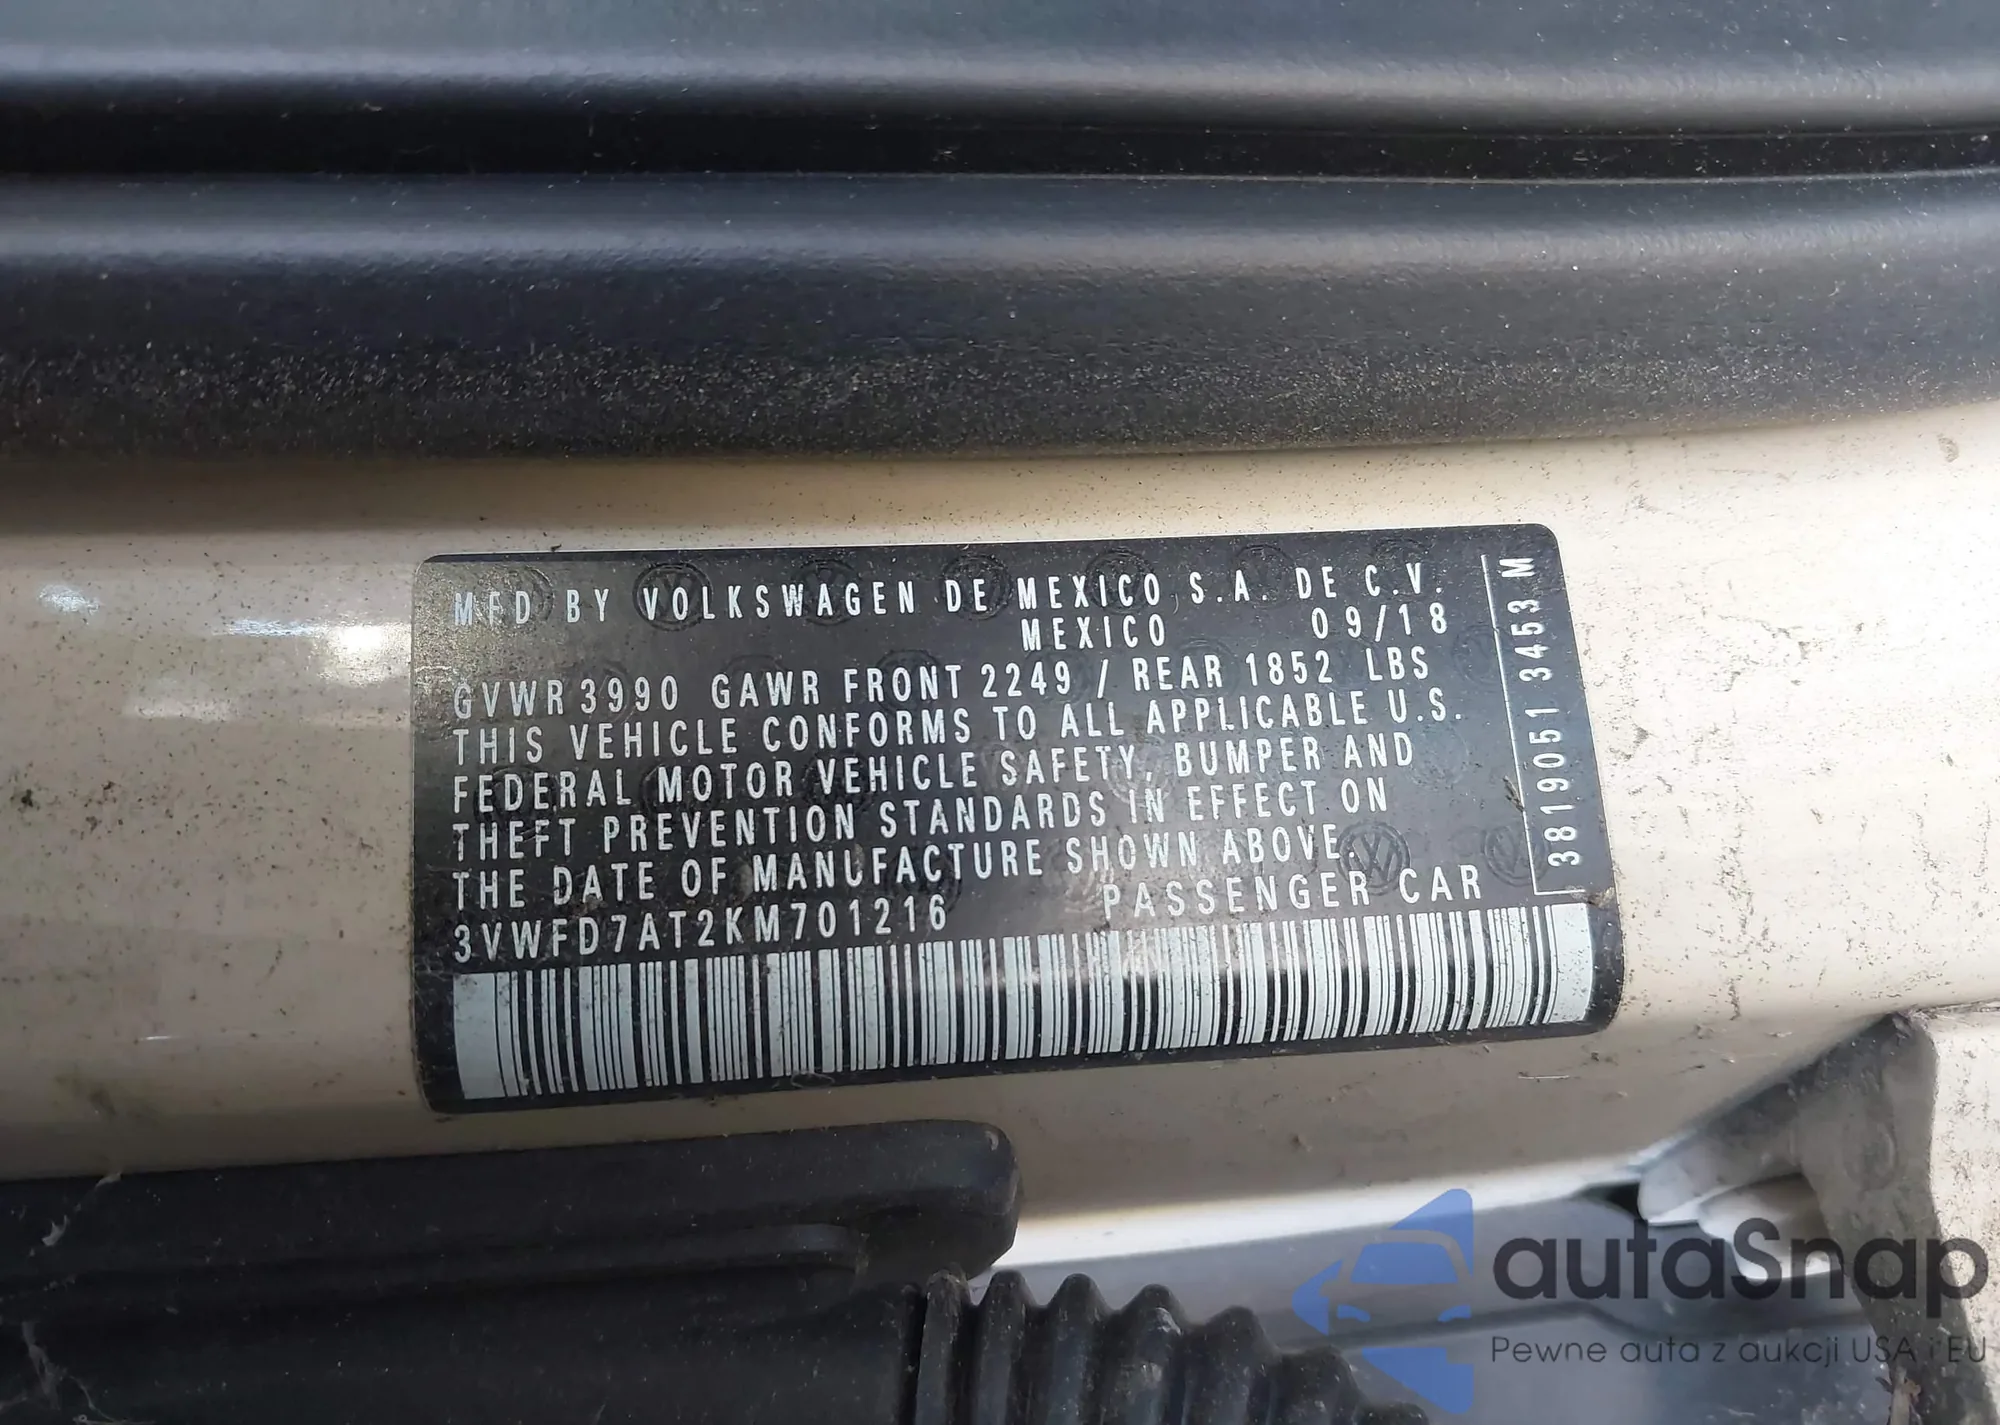 MFD BY VOLKSWAGEN DE MEXICO S.A. DE C.V.
MEXICO 09/18
GVWR 3990 GAWR FRONT 2249 / REAR 1852 LBS
THIS VEHICLE CONFORMS TO ALL APPLICABLE U.S.
FEDERAL MOTOR VEHICLE SAFETY, BUMPER AND
THEFT PREVENTION STANDARDS IN EFFECT ON
THE DATE OF MANUFACTURE SHOWN ABOVE.
3VWFD7AT2KM701216 PASSENGER CAR
3819051 3453 M
autaSnap
Pewne auta z aukcji USA i EU